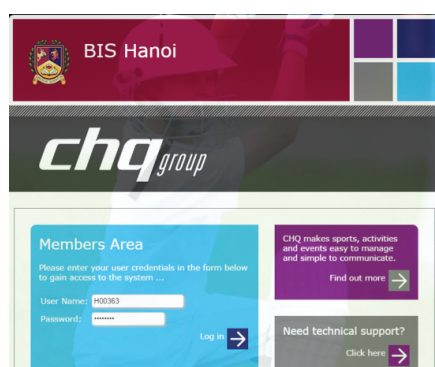 BIS Hanoi
chq group
Members Area
Please enter your user credentials in the form below
to gain access to the system ...
User Name: H00363
Password: ••••••••
Log in
CHQ makes sports, activities
and events easy to manage
and simple to communicate.
Find out more
Need technical support?
Click here